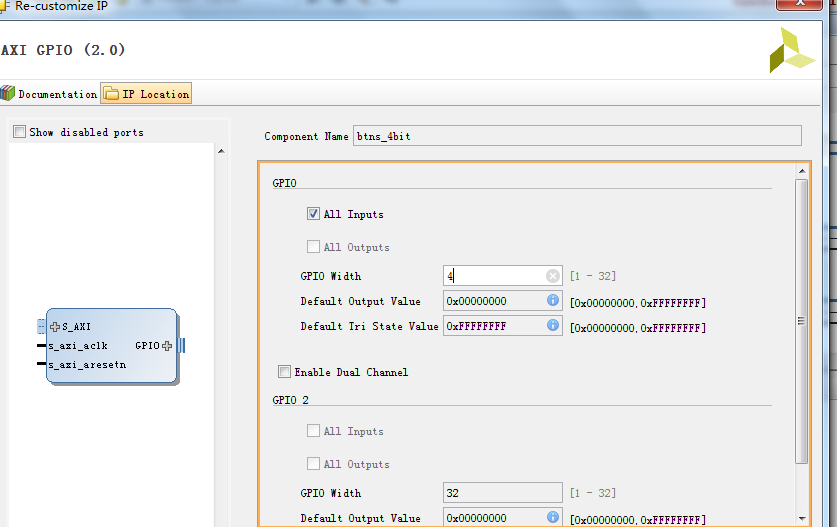 Re-customize IP
AXI GPIO (2.0)
Documentation IP Location
Show disabled ports
S_AXI
s_axi_aclk GPIO
s_axi_aresetn
Component Name btns_4bit
GPIO
All Inputs
All Outputs
GPIO Width 4 [1 - 32]
Default Output Value 0x00000000 [0x00000000,0xFFFFFFFF]
Default Tri State Value 0xFFFFFFFF [0x00000000,0xFFFFFFFF]
Enable Dual Channel
GPIO 2
All Inputs
All Outputs
GPIO Width 32 [1 - 32]
Default Output Value 0x00000000 [0x00000000,0xFFFFFFFF]